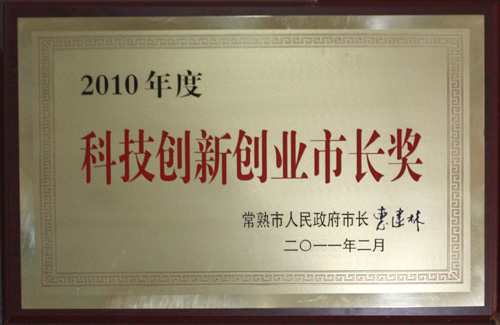 2010年度
科技创新创业市长奖
常熟市人民政府市长 惠建林
二〇一一年二月